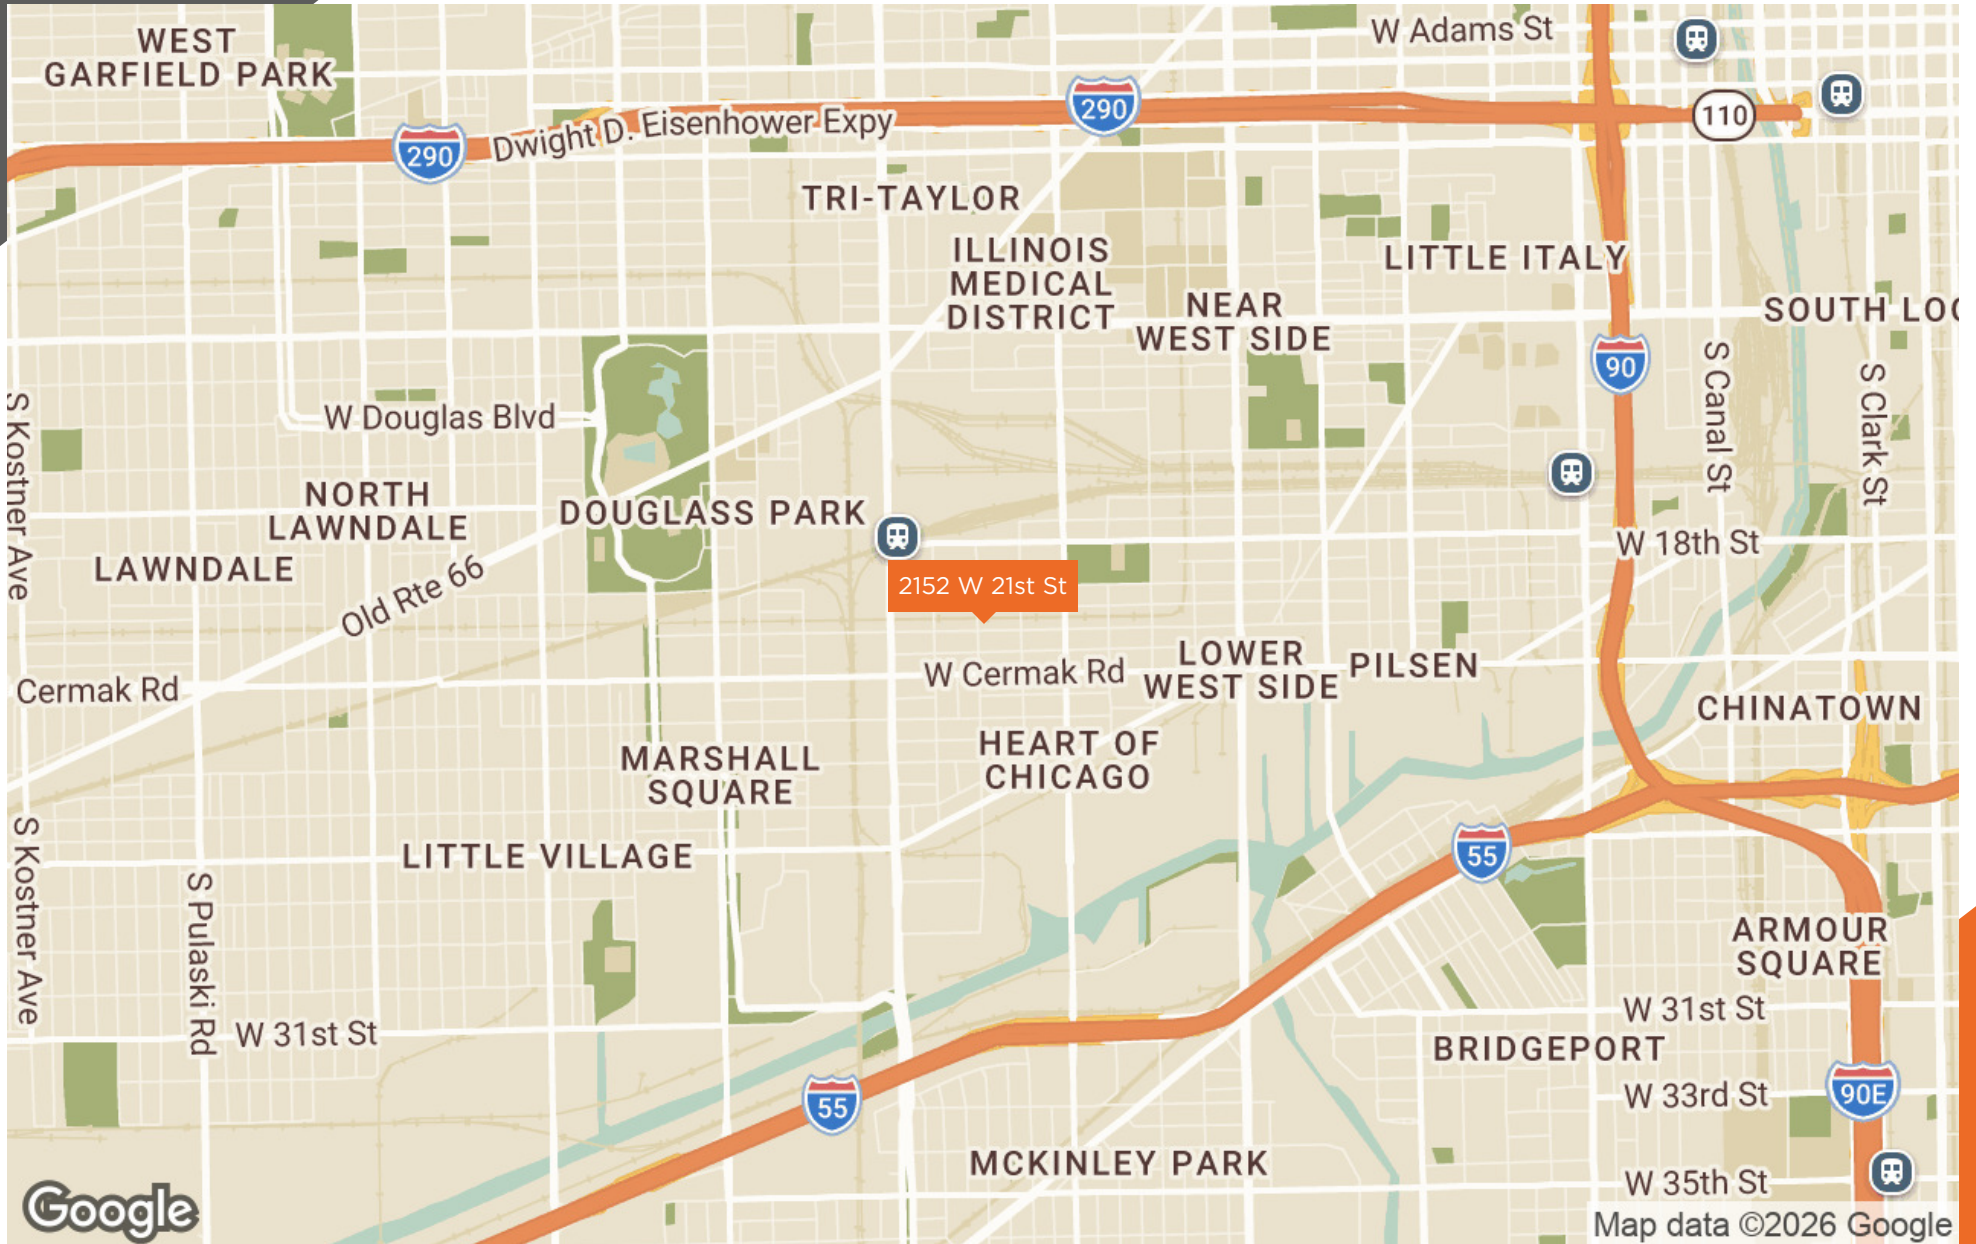 WEST
GARFIELD PARK
W Adams St
290
Dwight D. Eisenhower Expy
290
110
TRI-TAYLOR
ILLINOIS
MEDICAL
DISTRICT
NEAR
WEST SIDE
LITTLE ITALY
SOUTH LOO
90
S Canal St
S Clark St
S Kostner Ave
W Douglas Blvd
NORTH
LAWNDALE
LAWNDALE
Old Rte 66
DOUGLASS PARK
W 18th St
2152 W 21st St
Cermak Rd
W Cermak Rd
LOWER
WEST SIDE
PILSEN
CHINATOWN
MARSHALL
SQUARE
HEART OF
CHICAGO
S Kostner Ave
S Pulaski Rd
LITTLE VILLAGE
55
ARMOUR
SQUARE
W 31st St
W 31st St
BRIDGEPORT
W 33rd St
90E
55
MCKINLEY PARK
W 35th St
Google
Map data ©2026 Google